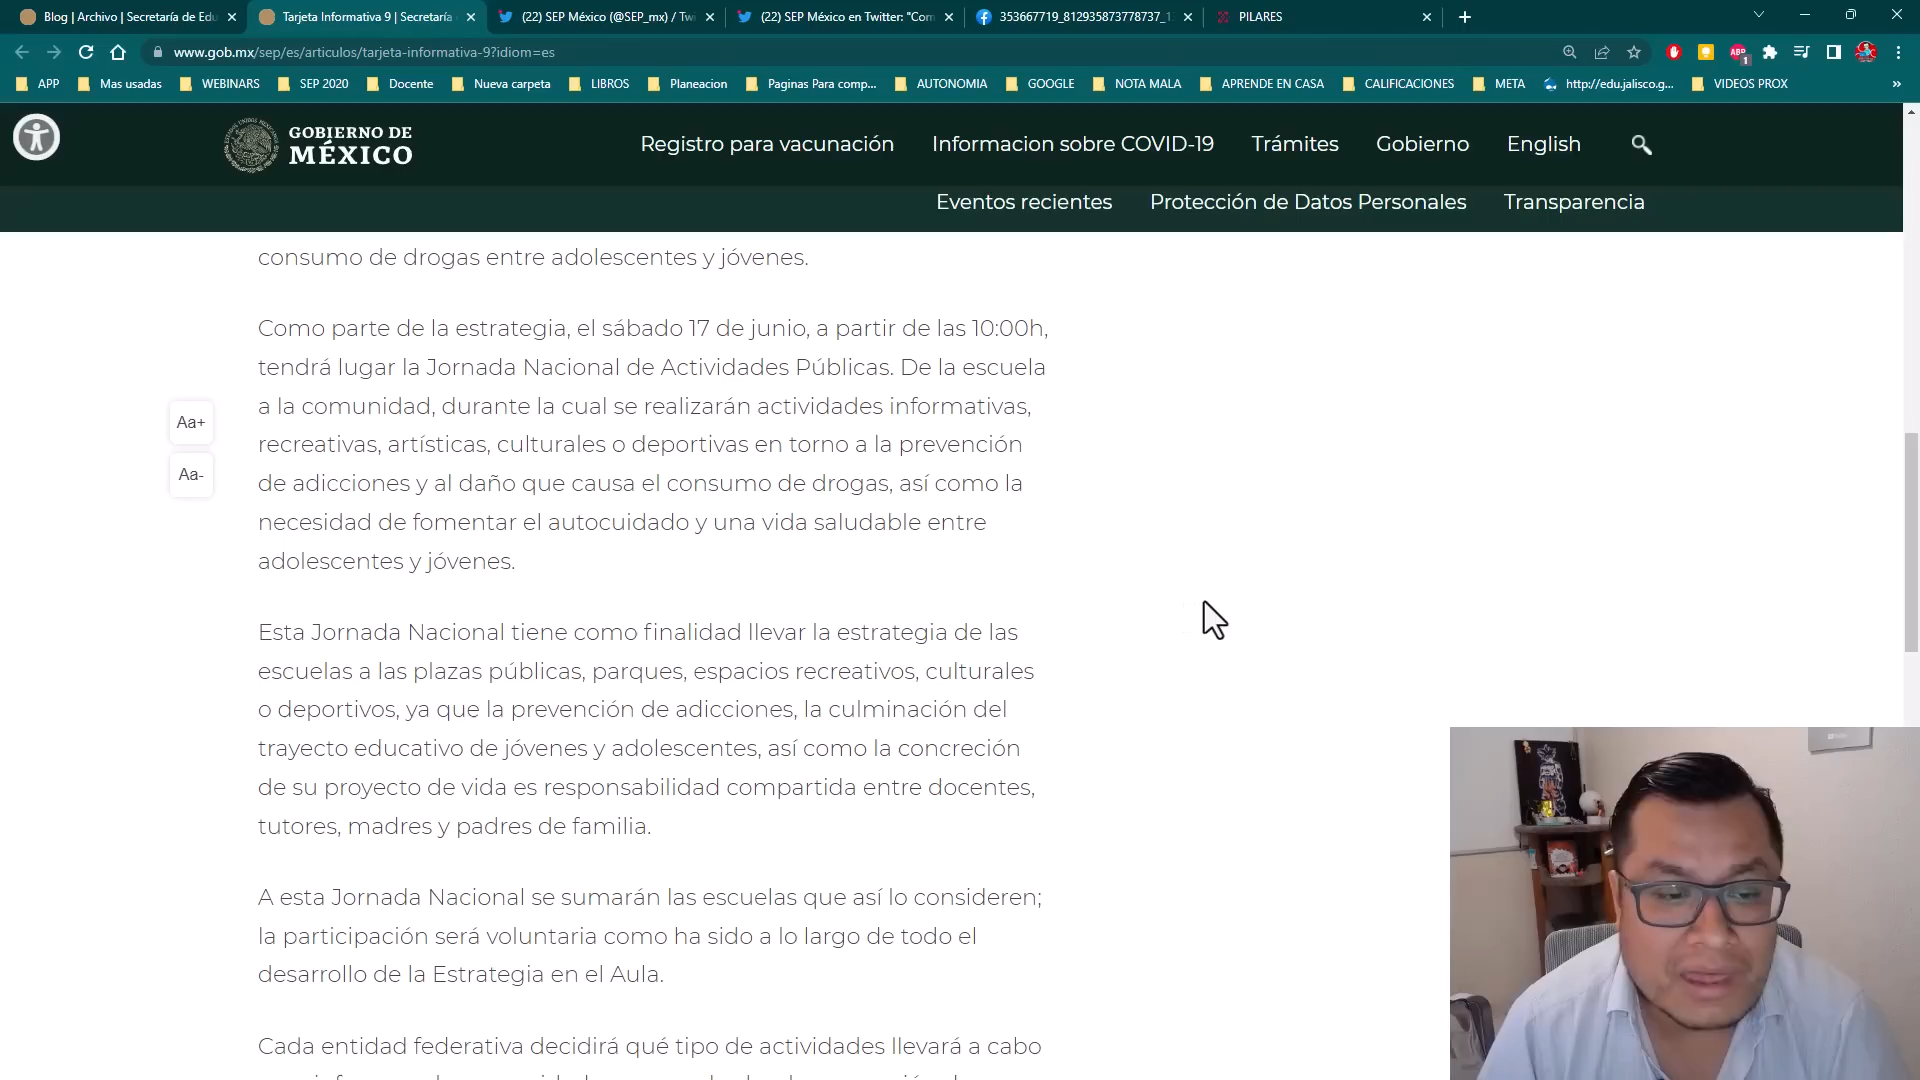 Blog | Archivo | Secretaría de Edu
Tarjeta Informativa 9 | Secretaría
(22) SEP México (@SEP_mx) / Twi
(22) SEP México en Twitter: "Com
353667719_812935873778737_1
PILARES
www.gob.mx/sep/es/articulos/tarjeta-informativa-9?idiom=es
APP
Mas usadas
WEBINARS
SEP 2020
Docente
Nueva carpeta
LIBROS
Planeacion
Paginas Para comp...
AUTONOMIA
GOOGLE
NOTA MALA
APRENDE EN CASA
CALIFICACIONES
META
http://edu.jalisco.g...
VIDEOS PROX
»
GOBIERNO DE
MÉXICO
Registro para vacunación
Informacion sobre COVID-19
Trámites
Gobierno
English
Eventos recientes
Protección de Datos Personales
Transparencia
consumo de drogas entre adolescentes y jóvenes.
Como parte de la estrategia, el sábado 17 de junio, a partir de las 10:00h,
tendrá lugar la Jornada Nacional de Actividades Públicas. De la escuela
a la comunidad, durante la cual se realizarán actividades informativas,
recreativas, artísticas, culturales o deportivas en torno a la prevención
de adicciones y al daño que causa el consumo de drogas, así como la
necesidad de fomentar el autocuidado y una vida saludable entre
adolescentes y jóvenes.
Aa+
Aa-
Esta Jornada Nacional tiene como finalidad llevar la estrategia de las
escuelas a las plazas públicas, parques, espacios recreativos, culturales
o deportivos, ya que la prevención de adicciones, la culminación del
trayecto educativo de jóvenes y adolescentes, así como la concreción
de su proyecto de vida es responsabilidad compartida entre docentes,
tutores, madres y padres de familia.
A esta Jornada Nacional se sumarán las escuelas que así lo consideren;
la participación será voluntaria como ha sido a lo largo de todo el
desarrollo de la Estrategia en el Aula.
Cada entidad federativa decidirá qué tipo de actividades llevará a cabo